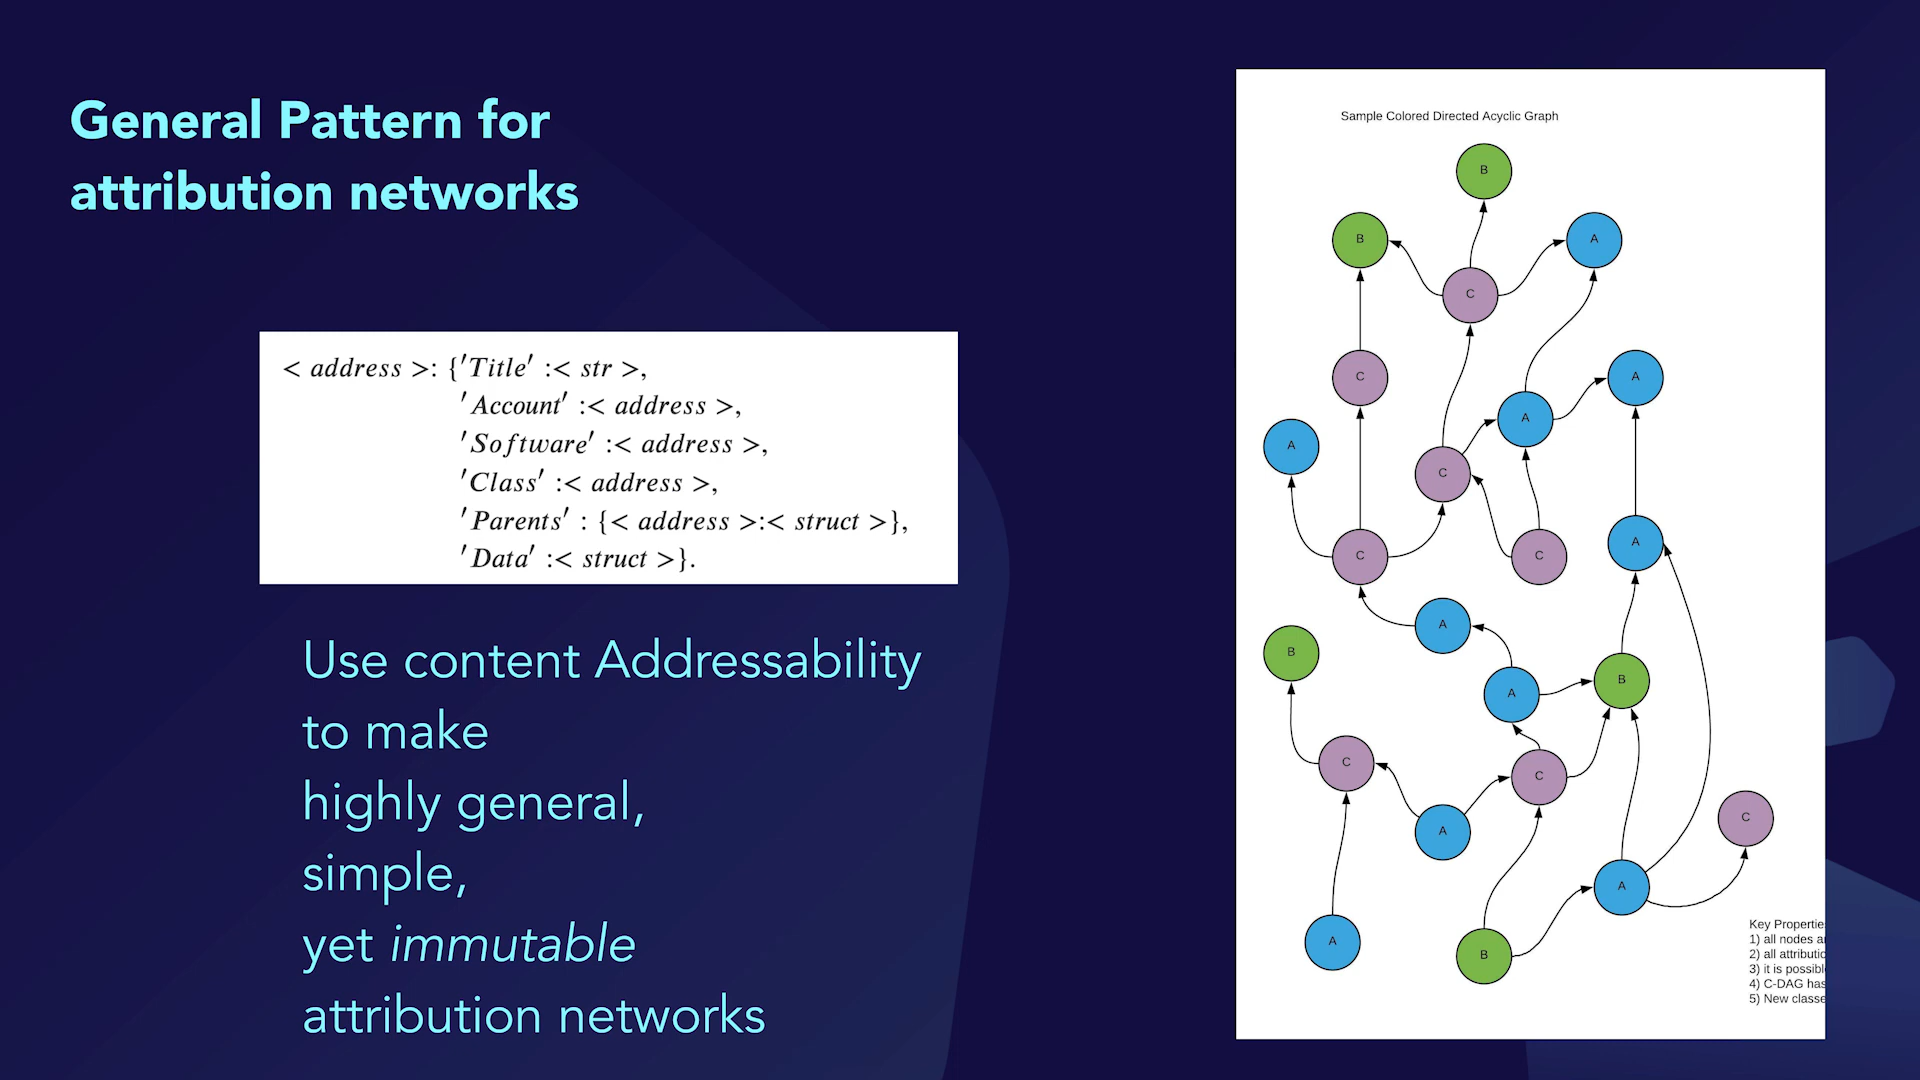 General Pattern for
attribution networks
< address >: {'Title' :< str >,
'Account' :< address >,
'Software' :< address >,
'Class' :< address >,
'Parents' : {< address >:< struct >},
'Data' :< struct >}.
Use content Addressability
to make
highly general,
simple,
yet immutable
attribution networks
Sample Colored Directed Acyclic Graph
B
B
A
C
C
A
A
A
C
C
C
A
A
B
A
B
C
C
A
C
A
A
B
Key Propertie
1) all nodes a
2) all attributio
3) it is possibl
4) C-DAG has
5) New classe